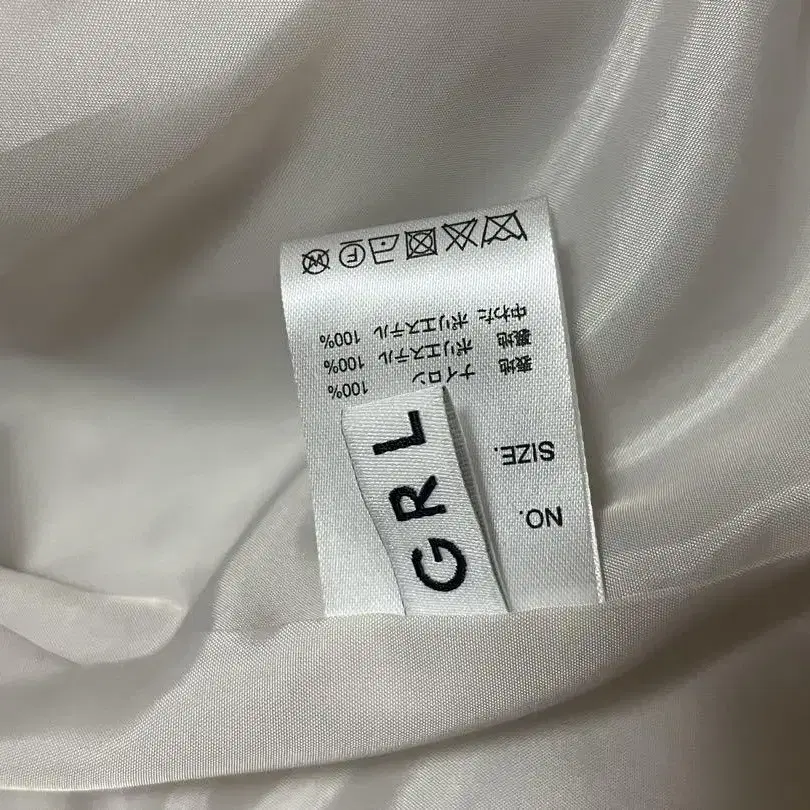 GRL
NO.
SIZE.
表地 ナイロン 100%
裏地 ポリエステル 100%
中わた ポリエステル 100%
F
W